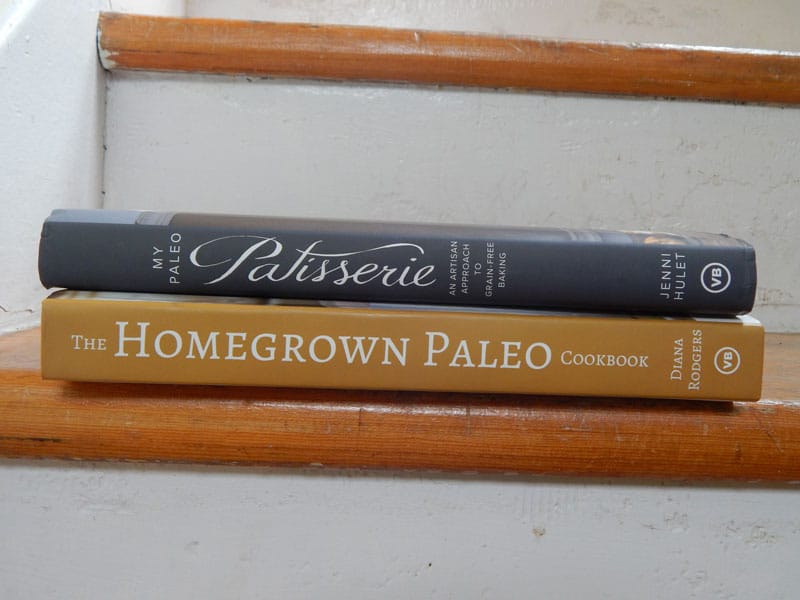 MY
PALEO
Patisserie
AN ARTISAN
APPROACH
TO
GRAIN-FREE
BAKING
JENNI
HULET
VB
THE HOMEGROWN PALEO COOKBOOK
DIANA
RODGERS
VB